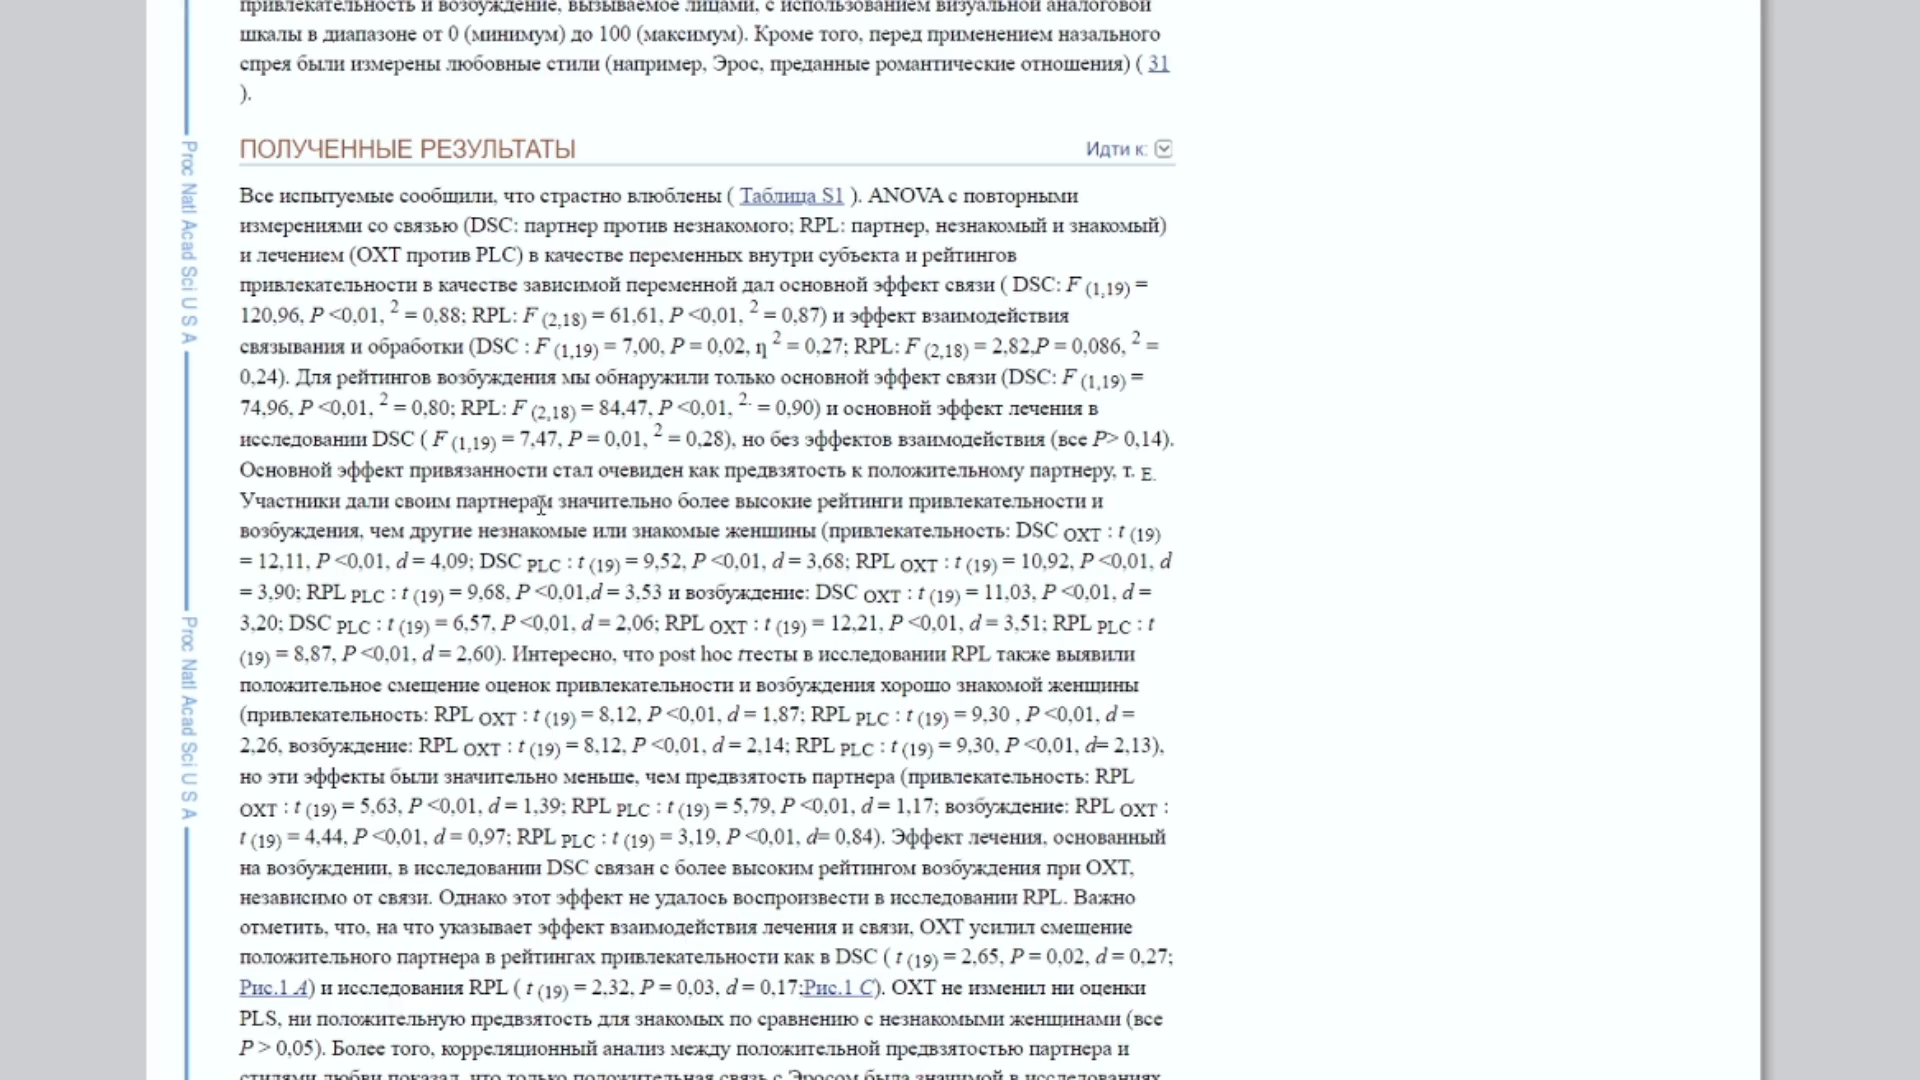 привлекательность и возбуждение, вызываемое лицами, с использованием визуальной аналоговой
шкалы в диапазоне от 0 (минимум) до 100 (максимум). Кроме того, перед применением назального
спрея были измерены любовные стили (например, Эрос, преданные романтические отношения) ( 31
).
ПОЛУЧЕННЫЕ РЕЗУЛЬТАТЫ Идти к:
Все испытуемые сообщили, что страстно влюблены ( Таблица S1 ). ANOVA с повторными
измерениями со связью (DSC: партнер против незнакомого; RPL: партнер, незнакомый и знакомый)
и лечением (OXT против PLC) в качестве переменных внутри субъекта и рейтингов
привлекательности в качестве зависимой переменной дал основной эффект связи ( DSC: F (1,19) =
120,96, P <0,01, 2 = 0,88; RPL: F (2,18) = 61,61, P <0,01, 2 = 0,87) и эффект взаимодействия
связывания и обработки (DSC : F (1,19) = 7,00, P = 0,02, η 2 = 0,27; RPL: F (2,18) = 2,82,P = 0,086, 2 =
0,24). Для рейтингов возбуждения мы обнаружили только основной эффект связи (DSC: F (1,19) =
74,96, P <0,01, 2 = 0,80; RPL: F (2,18) = 84,47, P <0,01, 2. = 0,90) и основной эффект лечения в
исследовании DSC ( F (1,19) = 7,47, P = 0,01, 2 = 0,28), но без эффектов взаимодействия (все P> 0,14).
Основной эффект привязанности стал очевиден как предвзятость к положительному партнеру, т. Е.
Участники дали своим партнерам значительно более высокие рейтинги привлекательности и
возбуждения, чем другие незнакомые или знакомые женщины (привлекательность: DSC OXT : t (19)
= 12,11, P <0,01, d = 4,09; DSC PLC : t (19) = 9,52, P <0,01, d = 3,68; RPL OXT : t (19) = 10,92, P <0,01, d
= 3,90; RPL PLC : t (19) = 9,68, P <0,01,d = 3,53 и возбуждение: DSC OXT : t (19) = 11,03, P <0,01, d =
3,20; DSC PLC : t (19) = 6,57, P <0,01, d = 2,06; RPL OXT : t (19) = 12,21, P <0,01, d = 3,51; RPL PLC : t
(19) = 8,87, P <0,01, d = 2,60). Интересно, что post hoc tтесты в исследовании RPL также выявили
положительное смещение оценок привлекательности и возбуждения хорошо знакомой женщины
(привлекательность: RPL OXT : t (19) = 8,12, P <0,01, d = 1,87; RPL PLC : t (19) = 9,30 , P <0,01, d =
2,26, возбуждение: RPL OXT : t (19) = 8,12, P <0,01, d = 2,14; RPL PLC : t (19) = 9,30, P <0,01, d= 2,13),
но эти эффекты были значительно меньше, чем предвзятость партнера (привлекательность: RPL
OXT : t (19) = 5,63, P <0,01, d = 1,39; RPL PLC : t (19) = 5,79, P <0,01, d = 1,17; возбуждение: RPL OXT :
t (19) = 4,44, P <0,01, d = 0,97; RPL PLC : t (19) = 3,19, P <0,01, d= 0,84). Эффект лечения, основанный
на возбуждении, в исследовании DSC связан с более высоким рейтингом возбуждения при OXT,
независимо от связи. Однако этот эффект не удалось воспроизвести в исследовании RPL. Важно
отметить, что, на что указывает эффект взаимодействия лечения и связи, OXT усилил смещение
положительного партнера в рейтингах привлекательности как в DSC ( t (19) = 2,65, P = 0,02, d = 0,27;
Рис.1 A) и исследования RPL ( t (19) = 2,32, P = 0,03, d = 0,17;Рис.1 C). OXT не изменил ни оценки
PLS, ни положительную предвзятость для знакомых по сравнению с незнакомыми женщинами (все
P > 0,05). Более того, корреляционный анализ между положительной предвзятостью партнера и
стилями любви показал, что только положительная связь с Эросом была значимой в исследованиях
Proc Natl Acad Sci U S A
Proc Natl Acad Sci U S A